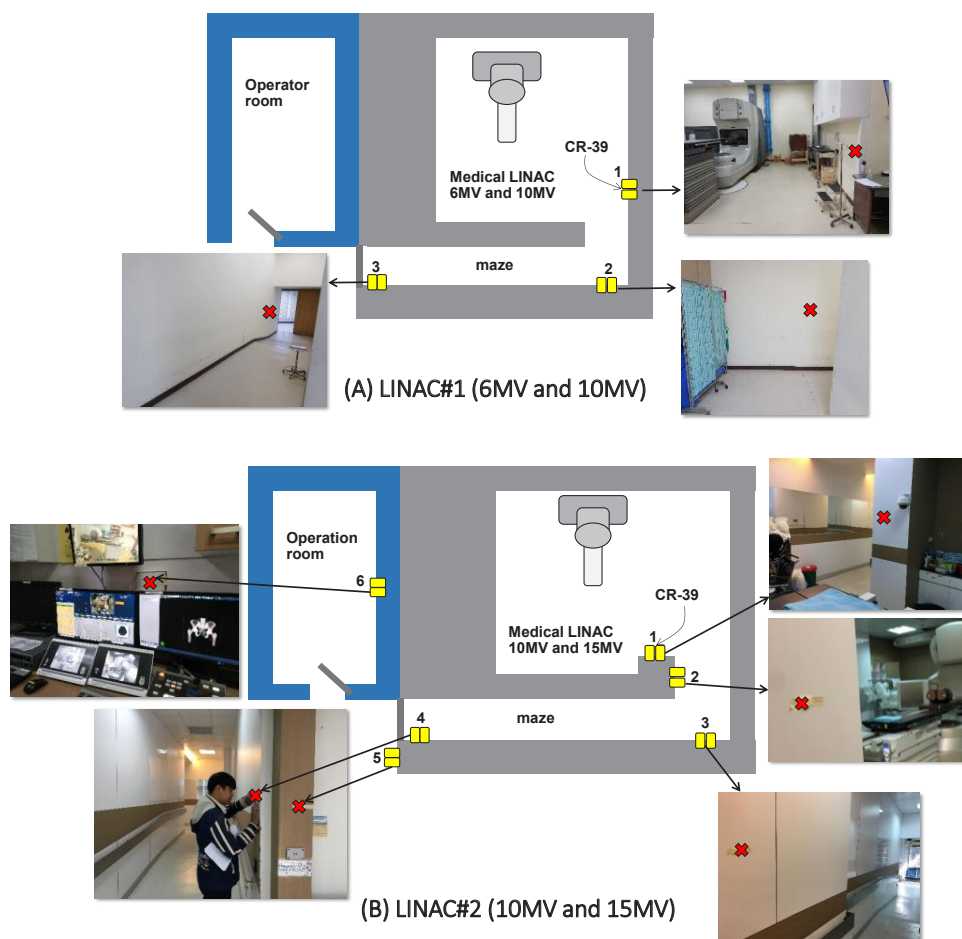 Operator
room
CR-39
1
Medical LINAC
6MV and 10MV
3
maze
2
(A) LINAC#1 (6MV and 10MV)
Operation
room
6
CR-39
1
Medical LINAC
10MV and 15MV
2
4
maze
3
5
(B) LINAC#2 (10MV and 15MV)